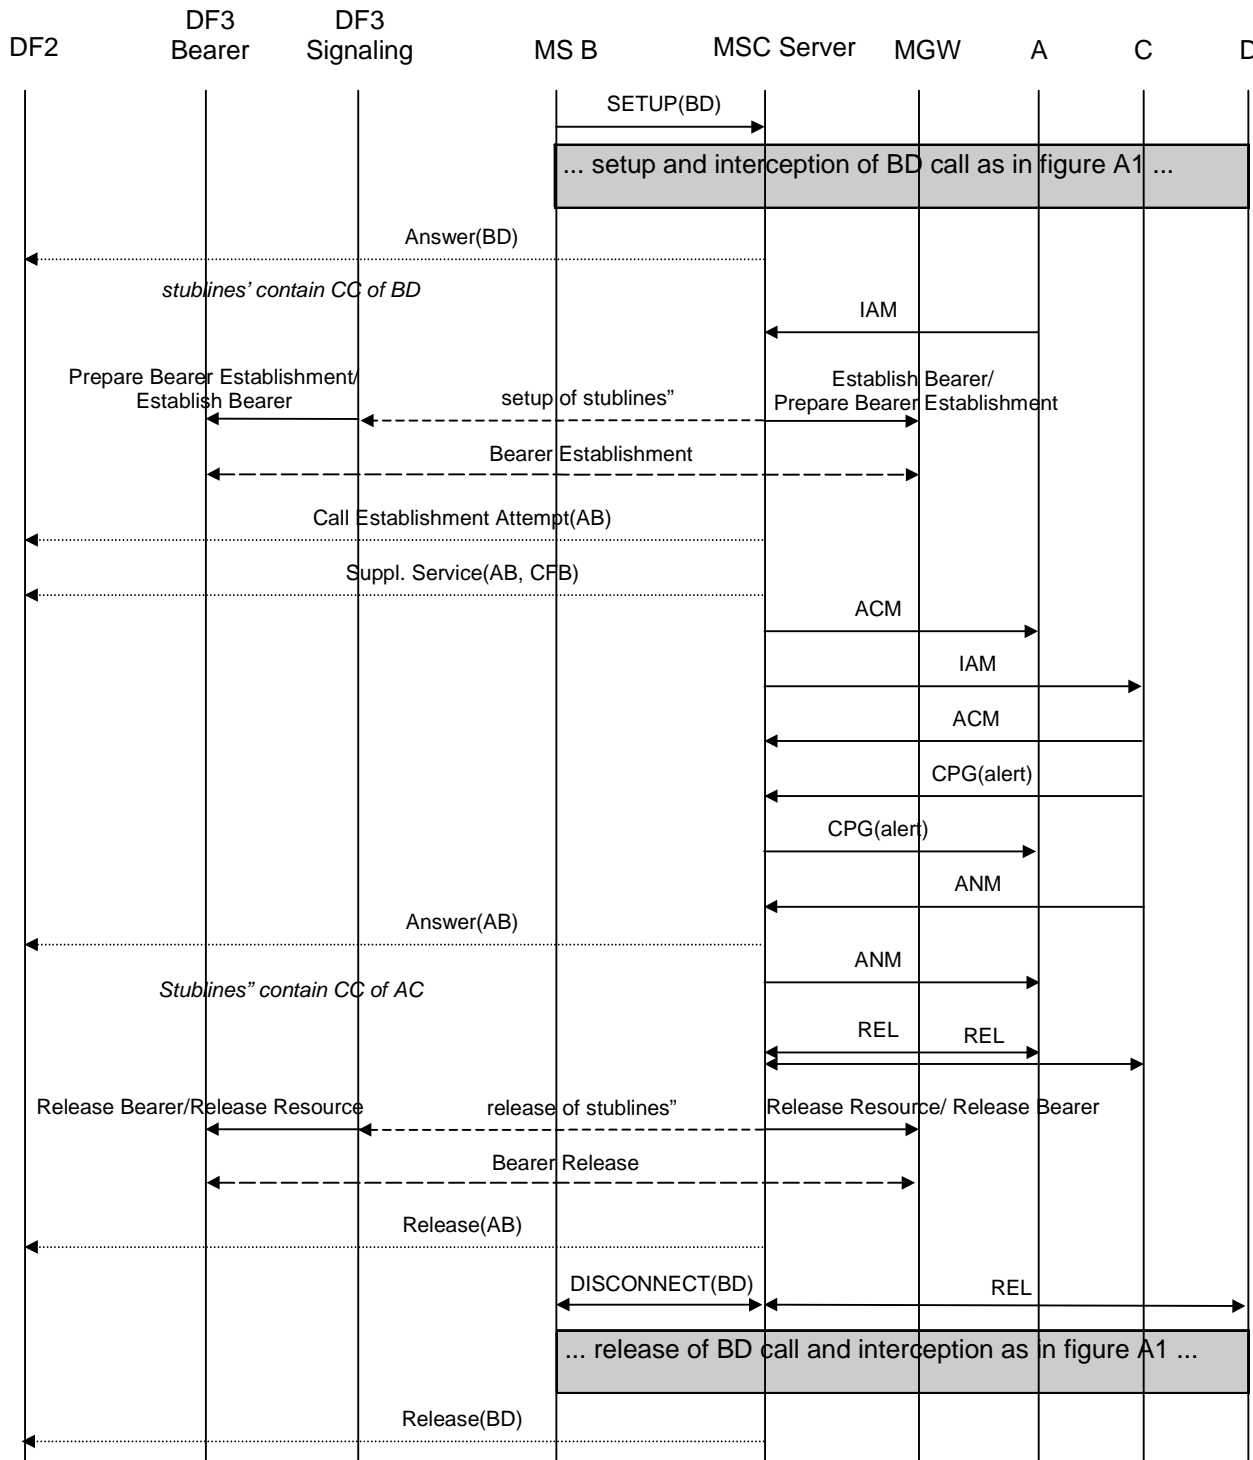 DF2
DF3
Bearer
DF3
Signaling
MS B
MSC Server
MGW
A
C
D
SETUP(BD)
... setup and interception of BD call as in figure A1 ...
Answer(BD)
stublines’ contain CC of BD
IAM
Prepare Bearer Establishment/
Establish Bearer
setup of stublines”
Establish Bearer/
Prepare Bearer Establishment
Bearer Establishment
Call Establishment Attempt(AB)
Suppl. Service(AB, CFB)
ACM
IAM
ACM
CPG(alert)
CPG(alert)
ANM
Answer(AB)
ANM
Stublines” contain CC of AC
REL
REL
Release Bearer/Release Resource
release of stublines”
Release Resource/ Release Bearer
Bearer Release
Release(AB)
DISCONNECT(BD)
REL
... release of BD call and interception as in figure A1 ...
Release(BD)